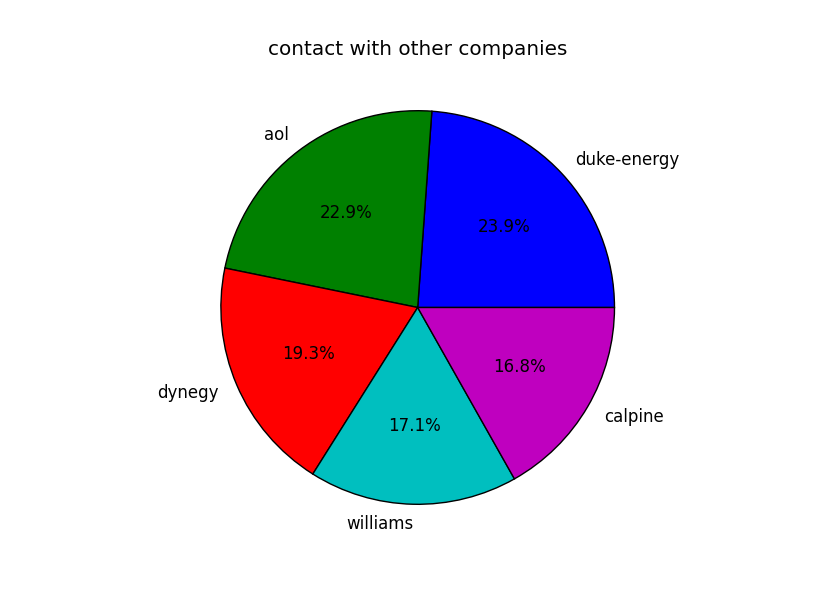 contact with other companies
aol
duke-energy
22.9%
23.9%
19.3%
16.8%
dynegy
calpine
17.1%
williams